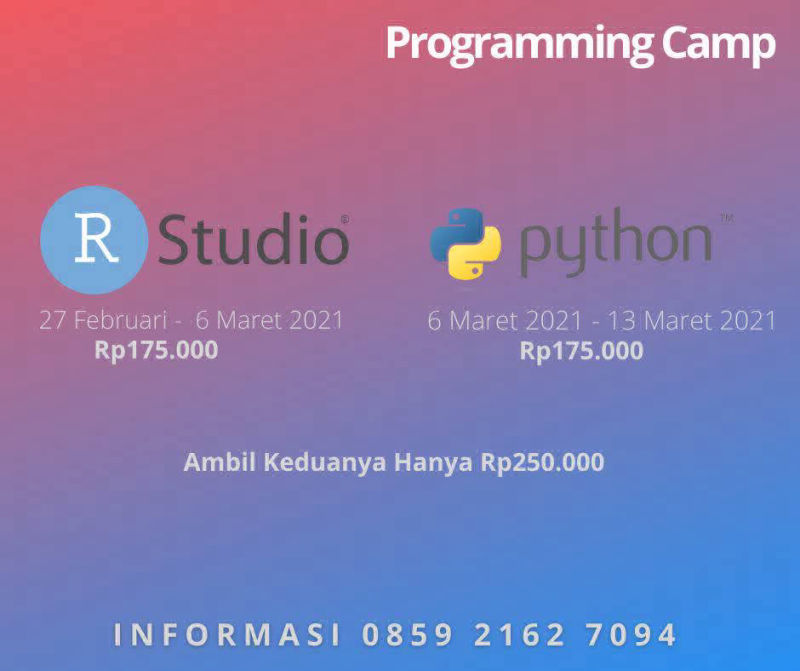 Programming Camp
R Studio®
python™
27 Februari - 6 Maret 2021
Rp175.000
6 Maret 2021 - 13 Maret 2021
Rp175.000
Ambil Keduanya Hanya Rp250.000
INFORMASI 0859 2162 7094